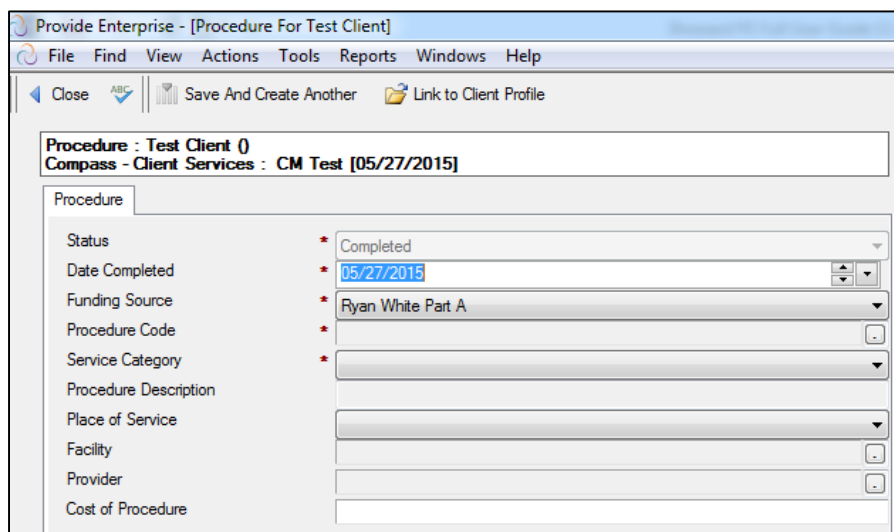 Provide Enterprise - [Procedure For Test Client]
File Find View Actions Tools Reports Windows Help
Close ABC Save And Create Another Link to Client Profile
Procedure : Test Client ()
Compass - Client Services : CM Test [05/27/2015]
Procedure
Status * Completed
Date Completed * 05/27/2015
Funding Source * Ryan White Part A
Procedure Code *
Service Category *
Procedure Description
Place of Service
Facility
Provider
Cost of Procedure